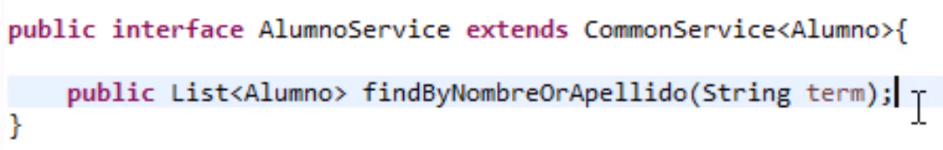 public interface AlumnoService extends CommonService<Alumno>{
public List<Alumno> findByNombreOrApellido(String term);
}